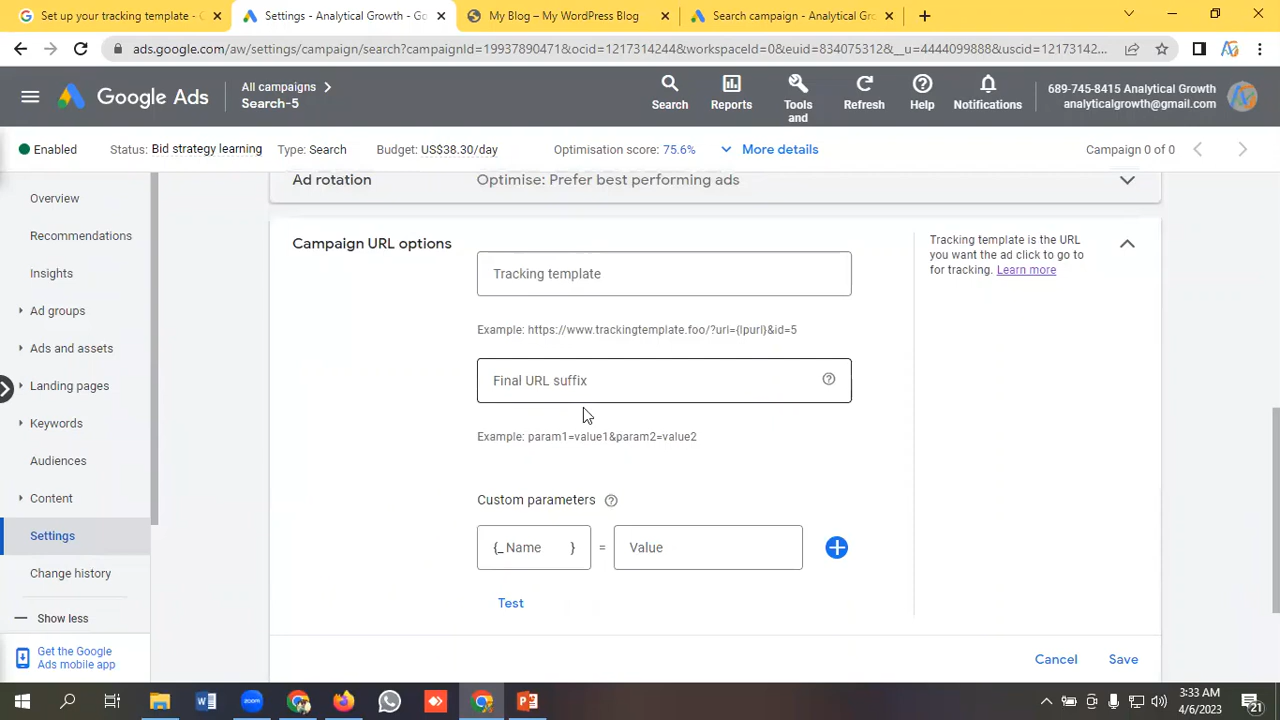 Set up your tracking template - C
Settings - Analytical Growth - Go
My Blog – My WordPress Blog
Search campaign - Analytical Gr
ads.google.com/aw/settings/campaign/search?campaignId=19937890471&ocid=1217314244&workspaceId=0&euid=834075312&__u=4444099888&uscid=12173142...
Google Ads
All campaigns
Search-5
Search
Reports
Tools and
Refresh
Help
Notifications
689-745-8415 Analytical Growth
analyticalgrowth@gmail.com
Enabled
Status: Bid strategy learning
Type: Search
Budget: US$38.30/day
Optimisation score: 75.6%
More details
Campaign 0 of 0
Overview
Recommendations
Insights
Ad groups
Ads and assets
Landing pages
Keywords
Audiences
Content
Settings
Change history
Show less
Get the Google
Ads mobile app
Ad rotation
Optimise: Prefer best performing ads
Campaign URL options
Tracking template
Example: https://www.trackingtemplate.foo/?url={lpurl}&id=5
Final URL suffix
Example: param1=value1&param2=value2
Custom parameters
{_ Name } = Value
Test
Tracking template is the URL
you want the ad click to go to
for tracking. Learn more
Cancel
Save
3:33 AM
4/6/2023
21